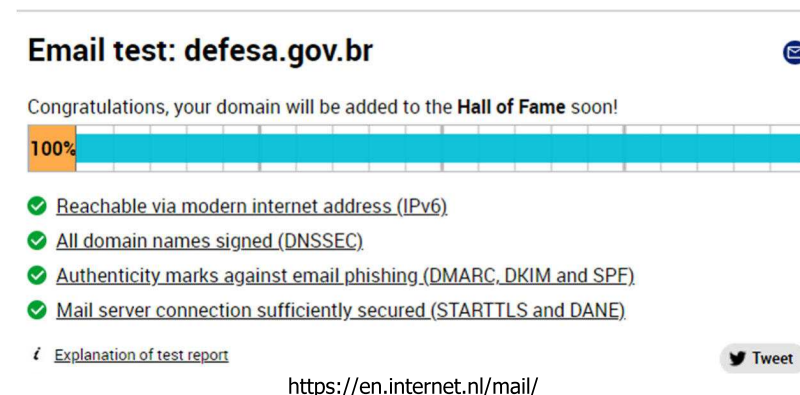 Email test: defesa.gov.br
Congratulations, your domain will be added to the Hall of Fame soon!
100%
Reachable via modern internet address (IPv6)
All domain names signed (DNSSEC)
Authenticity marks against email phishing (DMARC, DKIM and SPF)
Mail server connection sufficiently secured (STARTTLS and DANE)
i Explanation of test report
Tweet
https://en.internet.nl/mail/